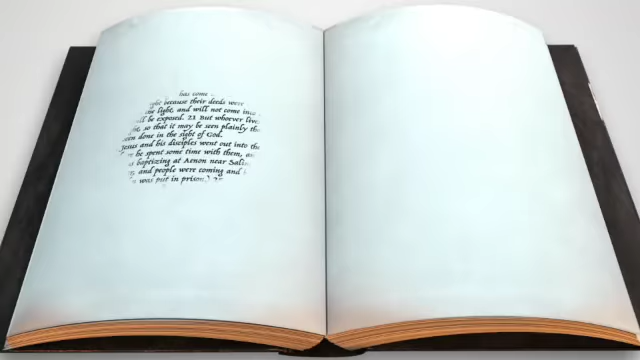 has come
because their deeds were
light, and will not come
be exposed. 21 But whoever
so that it may be seen plainly
done in the sight of God.
Jesus and his disciples went out into
he spent some time with them,
baptizing at Aenon near
and people were coming and
was put in prison.)